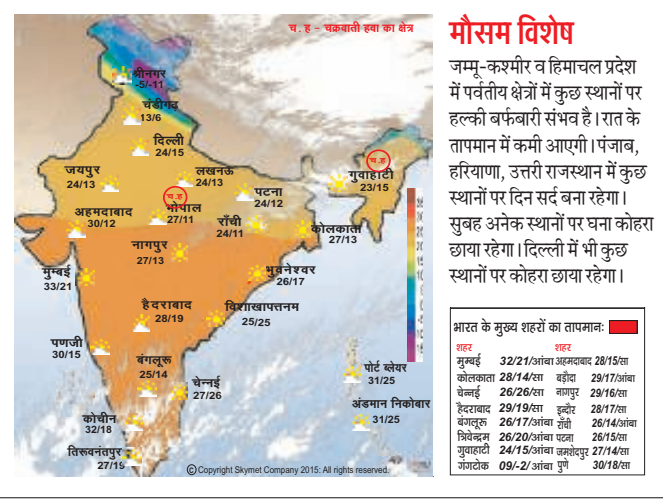 च. ह - चक्रवाती हवा का क्षेत्र
श्रीनगर
-5/-11
चंडीगढ़
13/6
दिल्ली
24/15
जयपुर
24/13
लखनऊ
24/13
च.ह
गुवाहाटी
23/15
पटना
24/12
च.ह
भोपाल
27/11
अहमदाबाद
30/12
राँची
24/11
कोलकाता
27/13
नागपुर
27/13
मुम्बई
33/21
भुवनेश्वर
26/17
हैदराबाद
28/19
विशाखापत्तनम
25/25
पणजी
30/15
बंगलूरू
25/14
चेन्नई
27/26
पोर्ट ब्लेयर
31/25
अंडमान निकोबार
31/25
कोचीन
32/18
तिरूवनंतपुर
27/19
© Copyright Skymet Company 2015: All rights reserved.
मौसम विशेष
जम्मू-कश्मीर व हिमाचल प्रदेश
में पर्वतीय क्षेत्रों में कुछ स्थानों पर
हल्की बर्फबारी संभव है। रात के
तापमान में कमी आएगी। पंजाब,
हरियाणा, उत्तरी राजस्थान में कुछ
स्थानों पर दिन सर्द बना रहेगा।
सुबह अनेक स्थानों पर घना कोहरा
छाया रहेगा। दिल्ली में भी कुछ
स्थानों पर कोहरा छाया रहेगा।
भारत के मुख्य शहरों का तापमान:
शहर शहर
मुम्बई 32/21/आंबा अहमदाबाद 28/15/सा
कोलकाता 28/14/सा बड़ौदा 29/17/आंबा
चेन्नई 26/26/सा नागपुर 29/16/सा
हैदराबाद 29/19/सा इन्दौर 28/17/सा
बंगलूरू 26/17/आंबा राँची 26/14/आंबा
त्रिवेन्द्रम 26/20/आंबा पटना 26/15/सा
गुवाहाटी 24/15/आंबा जमशेदपुर 27/14/सा
गंगटोक 09/-2/आंबा पुणे 30/18/सा